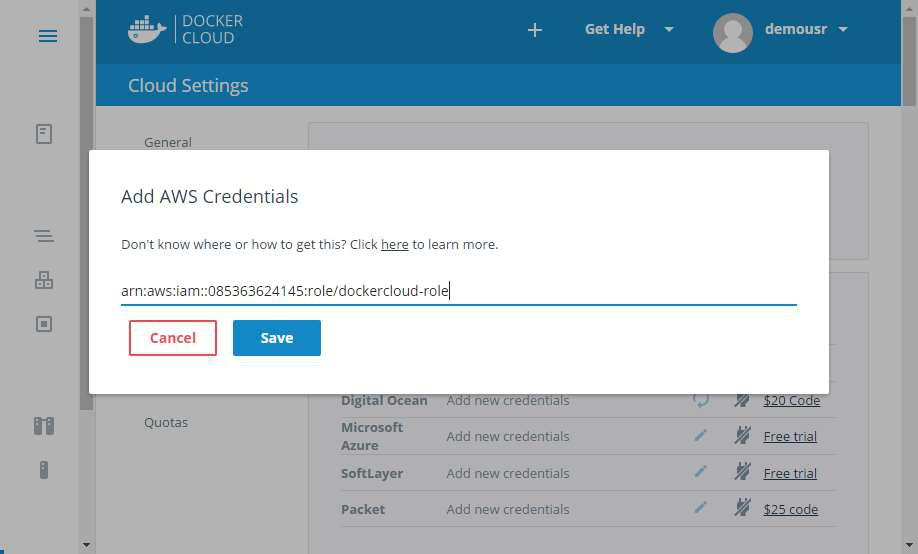 DOCKER
CLOUD
Get Help
demousr
Cloud Settings
General
Add AWS Credentials
Don't know where or how to get this? Click here to learn more.
arn:aws:iam::085363624145:role/dockercloud-role
Cancel
Save
Digital Ocean Add new credentials $20 Code
Quotas
Microsoft
Azure
Add new credentials Free trial
SoftLayer Add new credentials Free trial
Packet Add new credentials $25 code